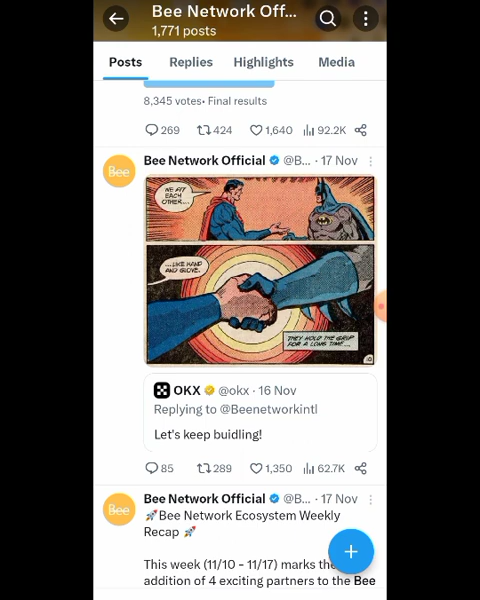 Bee Network Off...
1,771 posts
Posts Replies Highlights Media
8,345 votes• Final results
269 424 1,640 92.2K
Bee Network Official @B... · 17 Nov
Bee
WE FIT
EACH
OTHER...
...LIKE HAND
AND GLOVE.
THEY HOLD THE GRIP
FOR A LONG TIME...
OKX @okx · 16 Nov
Replying to @Beenetworkintl
Let's keep buidling!
85 289 1,350 62.7K
Bee Network Official @B... · 17 Nov
Bee
🚀Bee Network Ecosystem Weekly
Recap 🚀
This week (11/10 - 11/17) marks the
addition of 4 exciting partners to the Bee